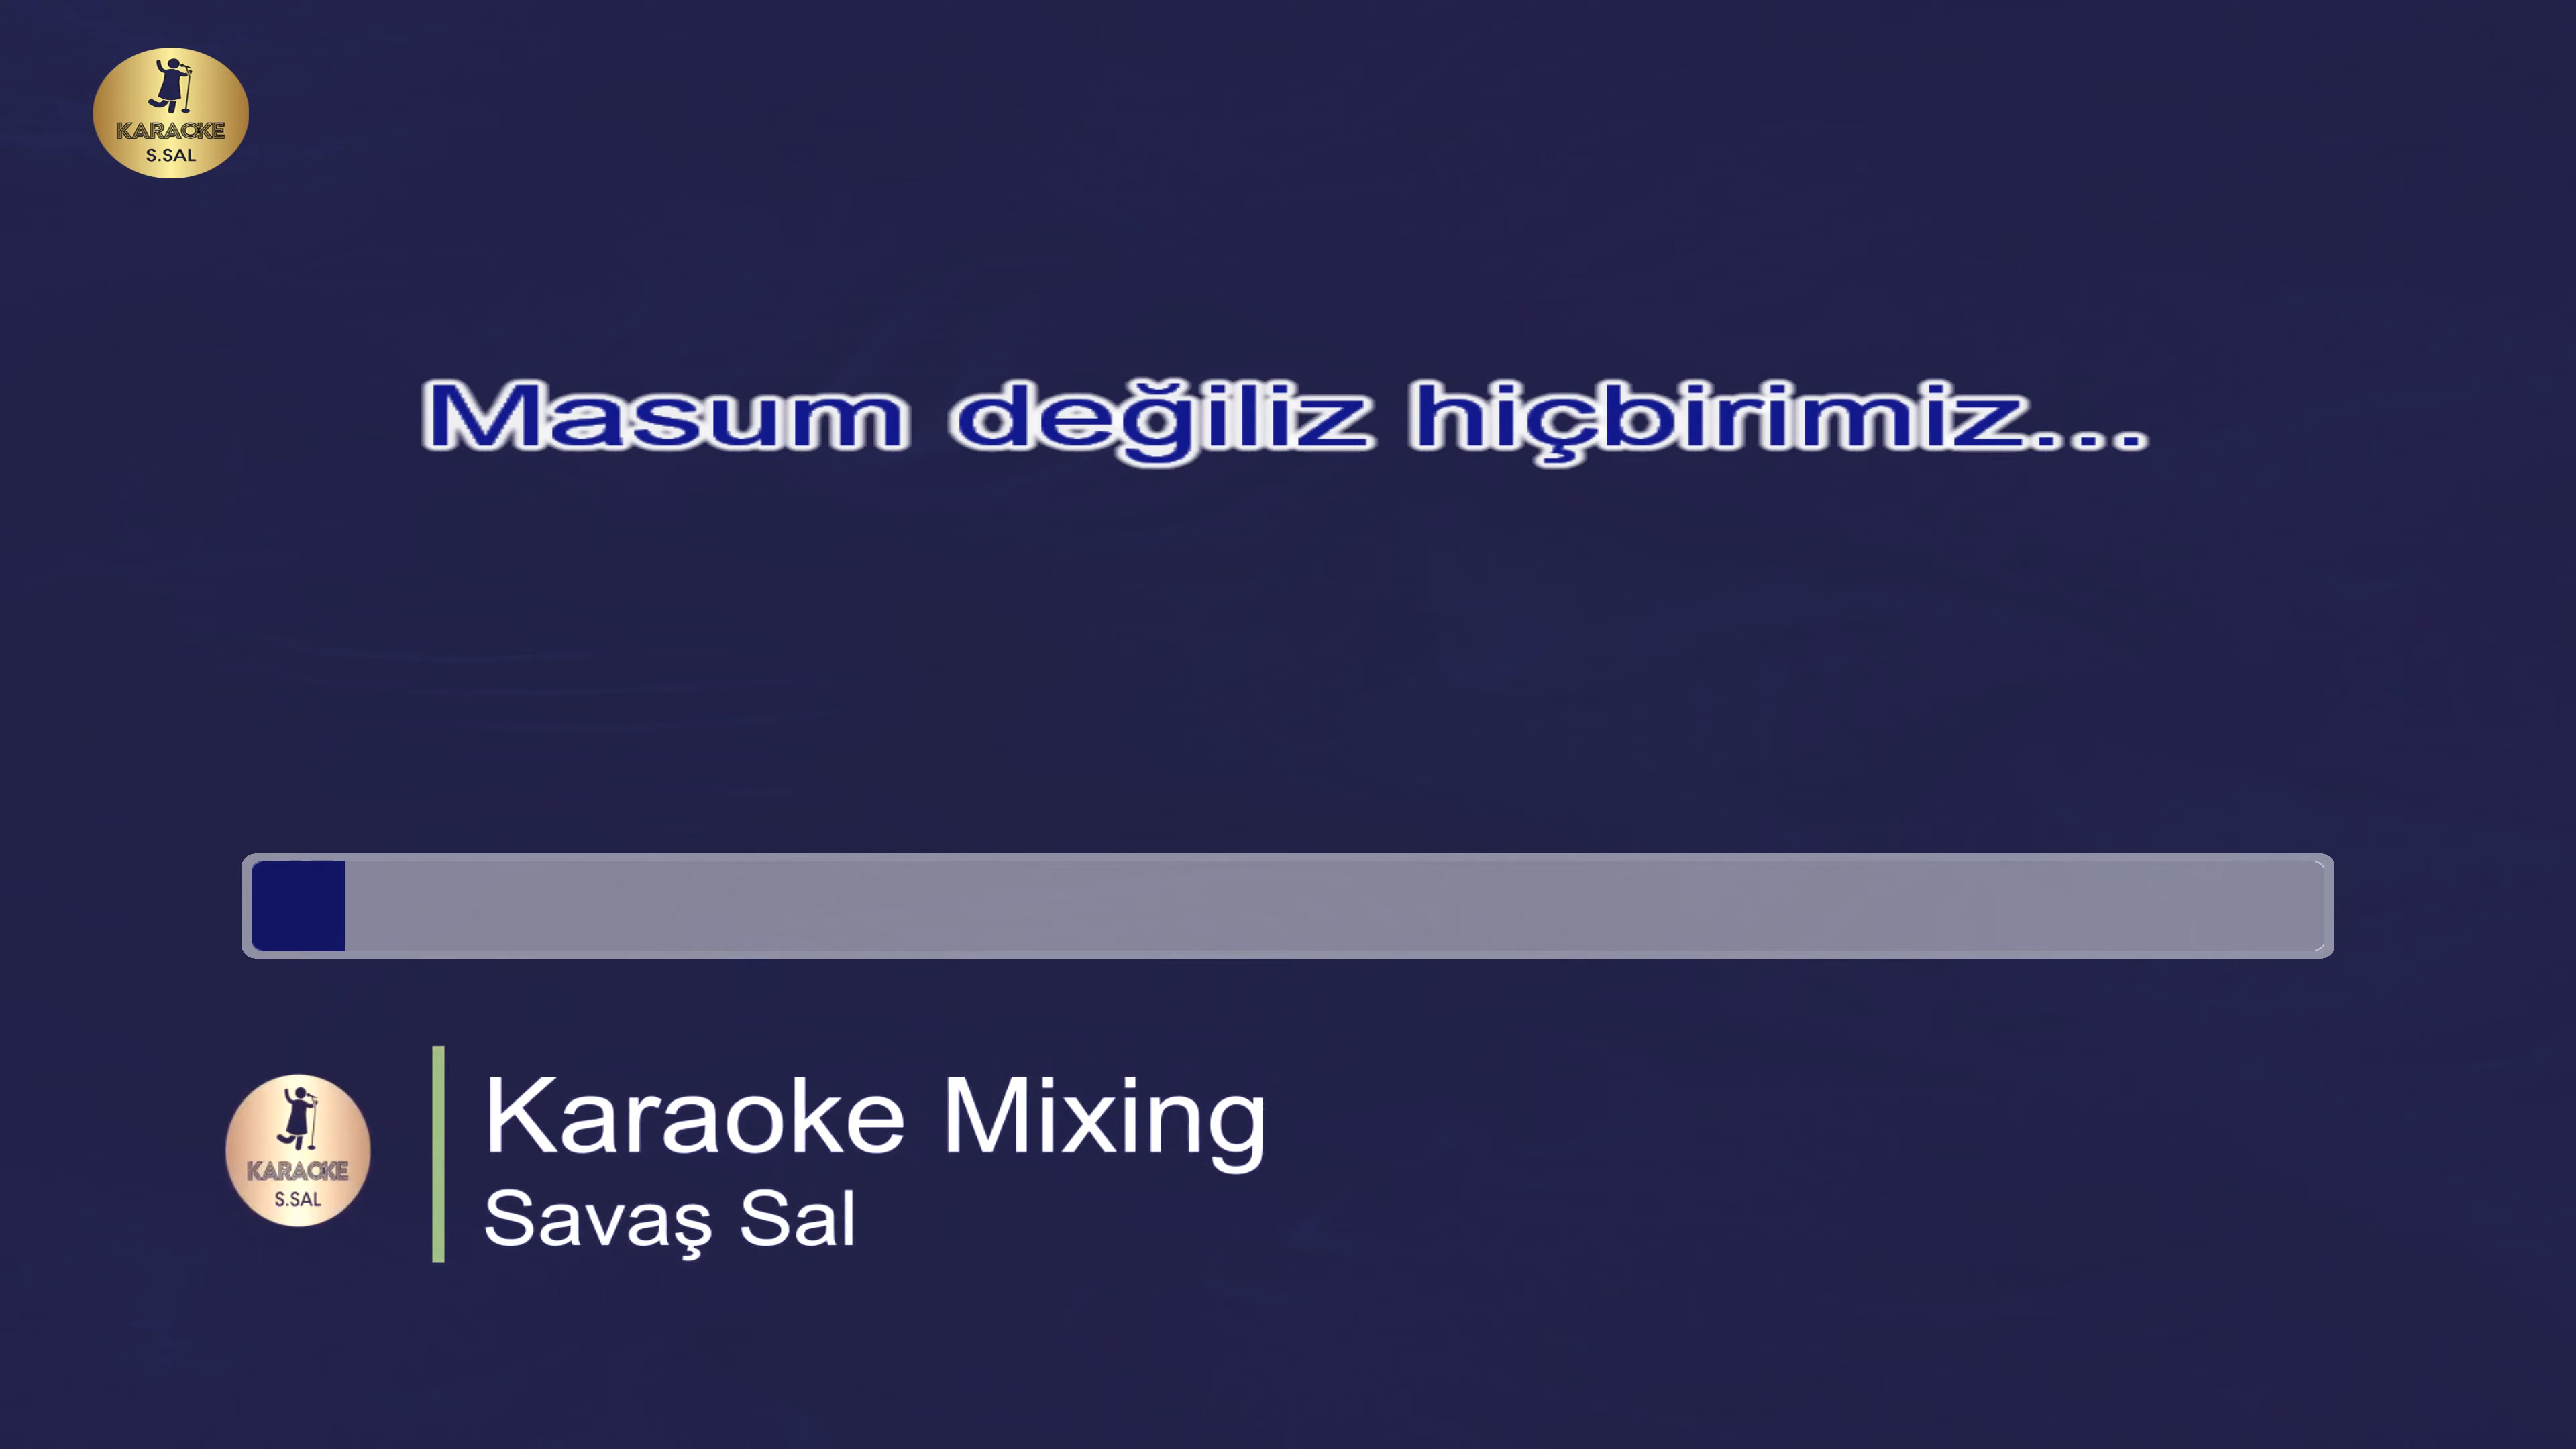 KARAOKE
S.SAL
Masum değiliz hiçbirimiz...
KARAOKE
S.SAL
Karaoke Mixing
Savaş Sal